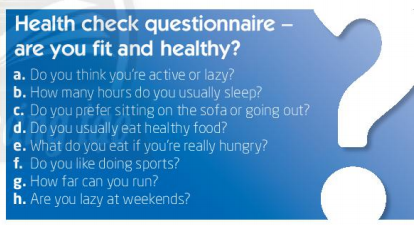 Health check questionnaire –
are you fit and healthy?
a. Do you think you're active or lazy?
b. How many hours do you usually sleep?
c. Do you prefer sitting on the sofa or going out?
d. Do you usually eat healthy food?
e. What do you eat if you're really hungry?
f. Do you like doing sports?
g. How far can you run?
h. Are you lazy at weekends?
?